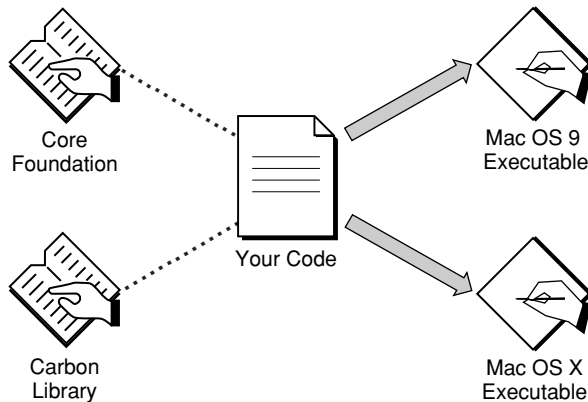 Core
Foundation
Mac OS 9
Executable
Your Code
Carbon
Library
Mac OS X
Executable